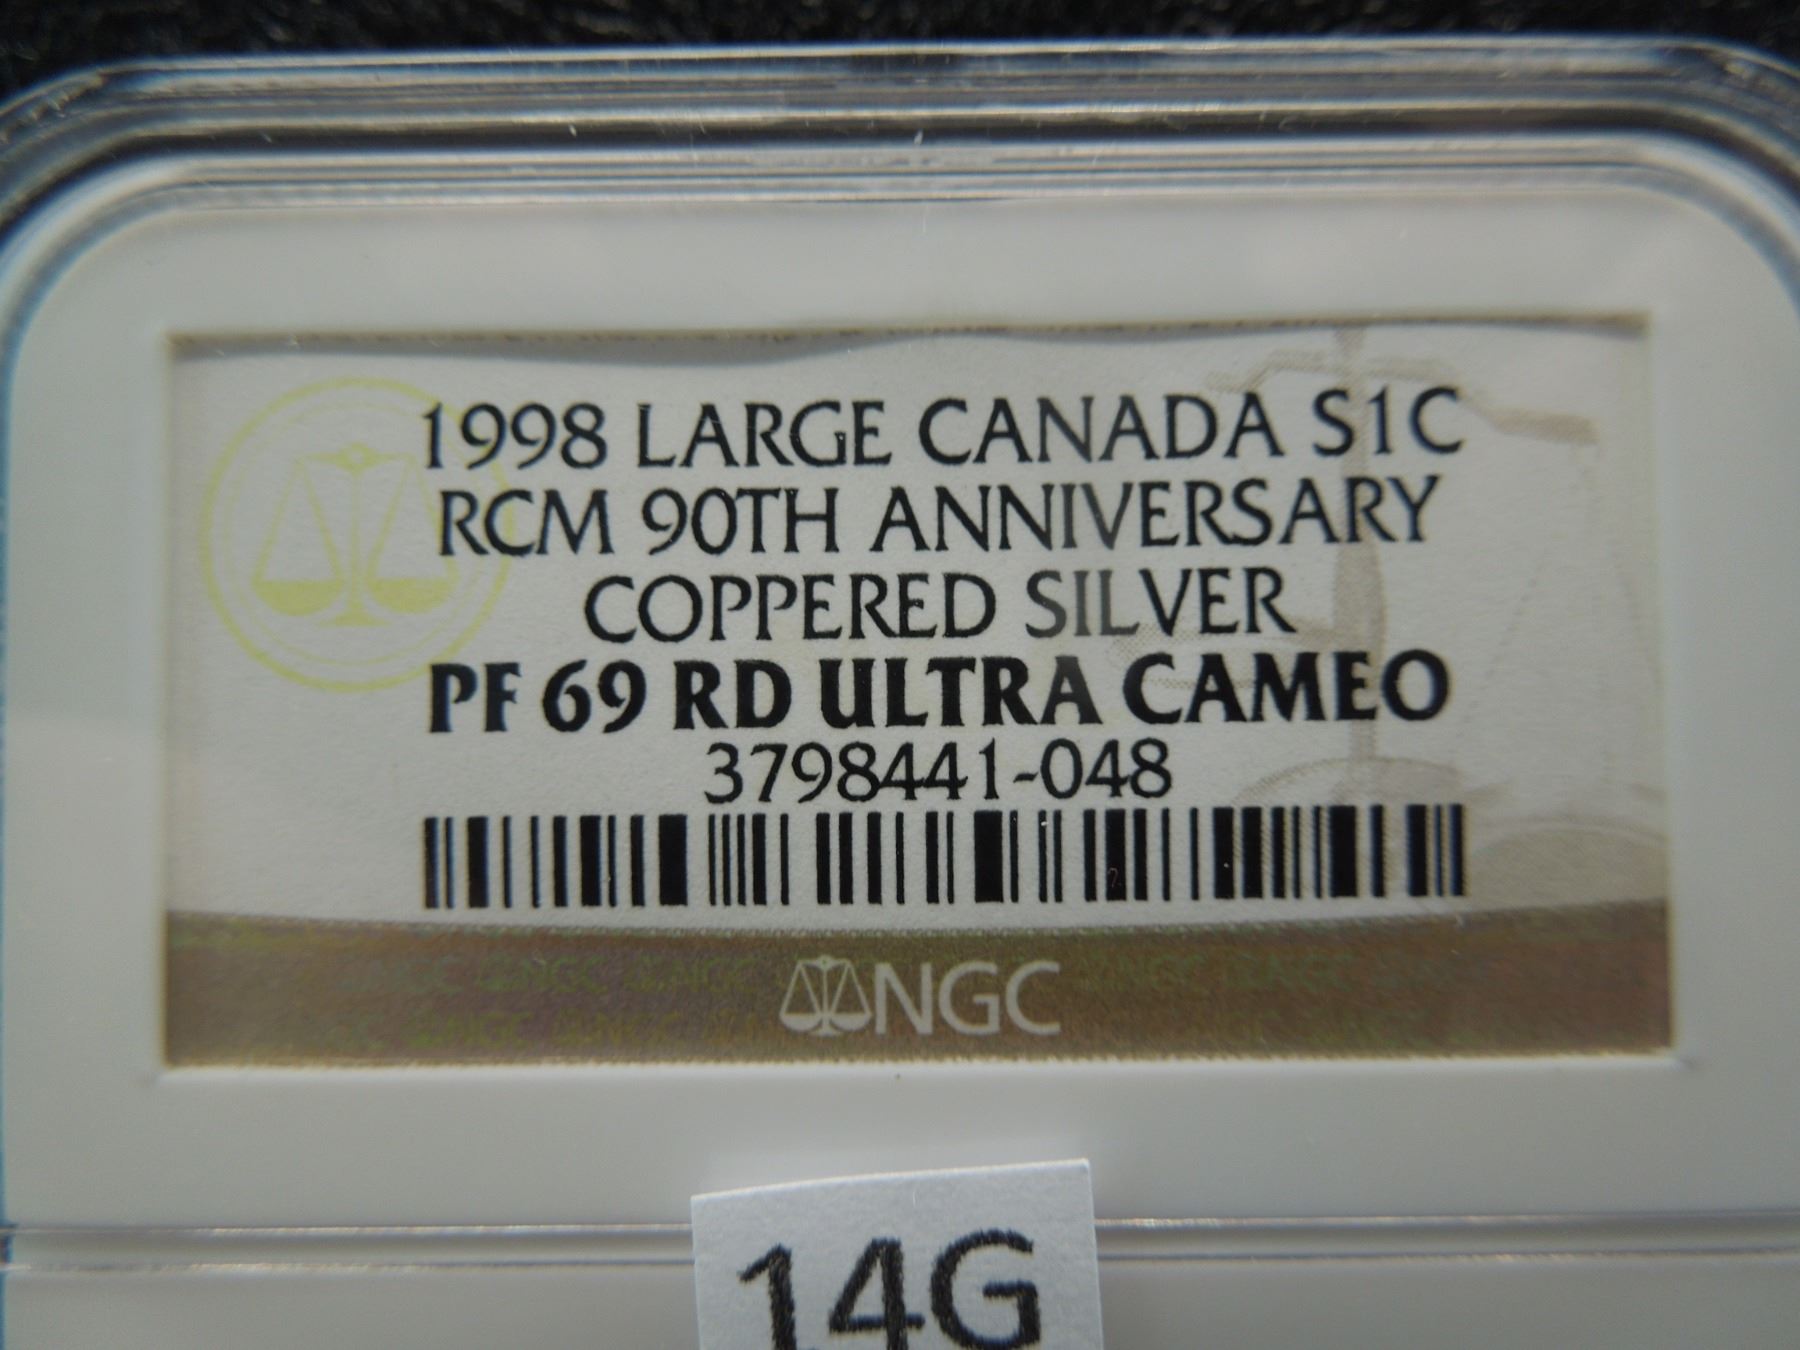 1998 LARGE CANADA S1C
RCM 90TH ANNIVERSARY
COPPERED SILVER
PF 69 RD ULTRA CAMEO
3798441-048
NGC
14G